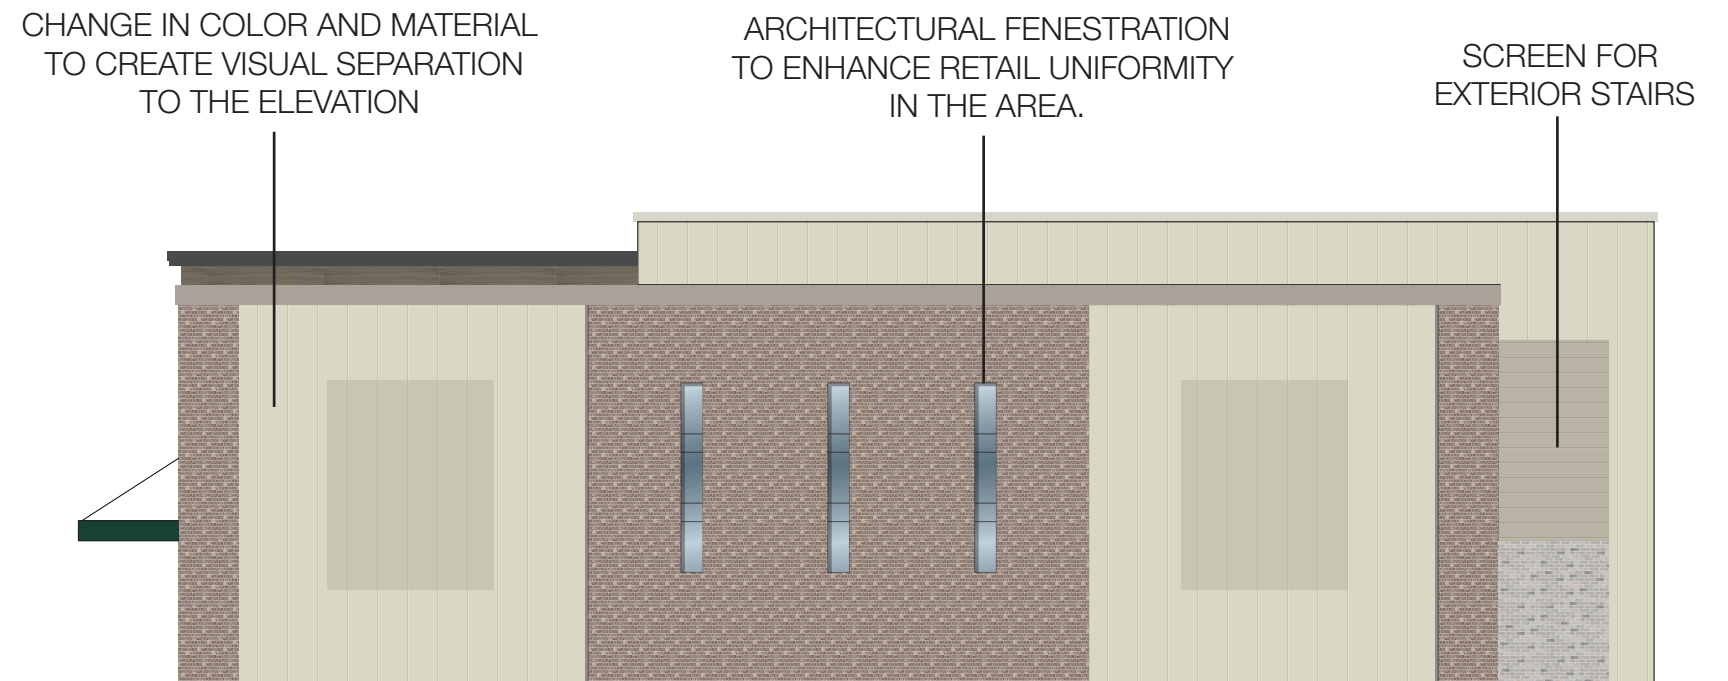 CHANGE IN COLOR AND MATERIAL
TO CREATE VISUAL SEPARATION
TO THE ELEVATION
ARCHITECTURAL FENESTRATION
TO ENHANCE RETAIL UNIFORMITY
IN THE AREA.
SCREEN FOR
EXTERIOR STAIRS